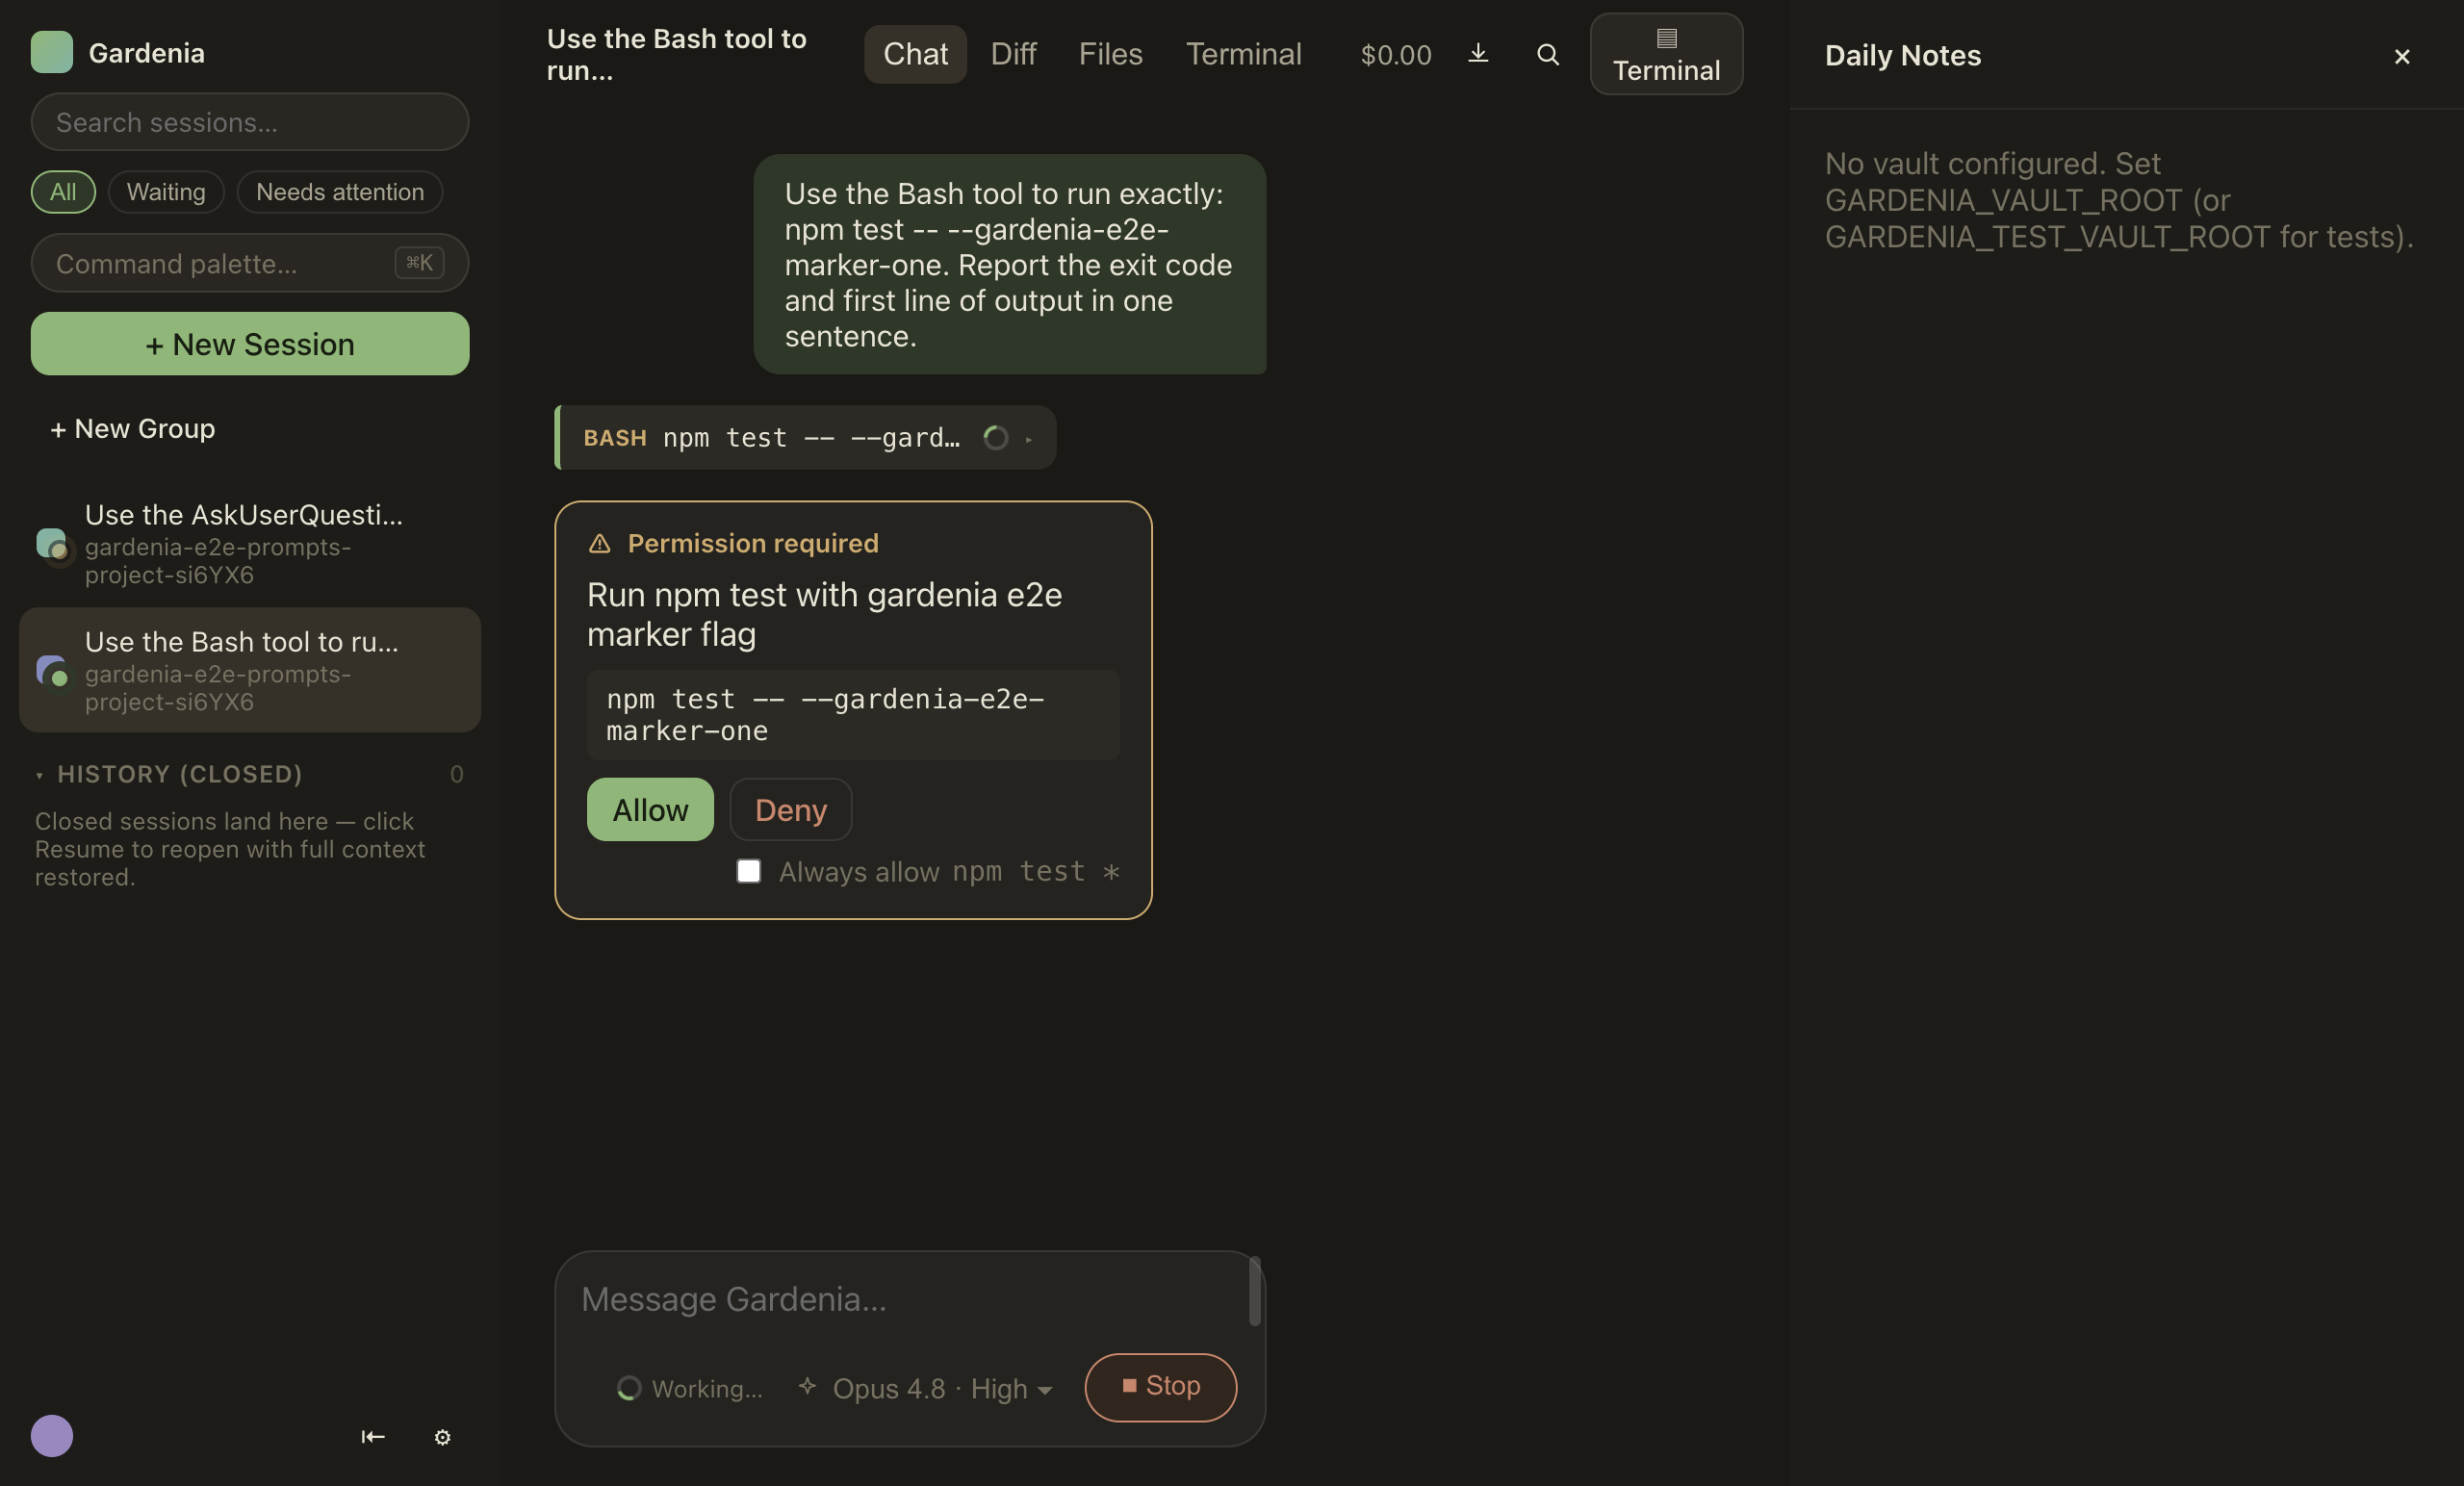 Gardenia
Search sessions...
All
Waiting
Needs attention
Command palette...
⌘K
+ New Session
+ New Group
Use the AskUserQuesti...
gardenia-e2e-prompts-
project-si6YX6
Use the Bash tool to ru...
gardenia-e2e-prompts-
project-si6YX6
HISTORY (CLOSED)
0
Closed sessions land here — click
Resume to reopen with full context
restored.
Use the Bash tool to
run...
Chat
Diff
Files
Terminal
$0.00
Terminal
Use the Bash tool to run exactly:
npm test -- --gardenia-e2e-
marker-one. Report the exit code
and first line of output in one
sentence.
BASH npm test -- --gard…
Permission required
Run npm test with gardenia e2e
marker flag
npm test -- --gardenia-e2e-
marker-one
Allow
Deny
Always allow npm test *
Message Gardenia...
Working...
Opus 4.8 · High
Stop
Daily Notes
No vault configured. Set
GARDENIA_VAULT_ROOT (or
GARDENIA_TEST_VAULT_ROOT for tests).